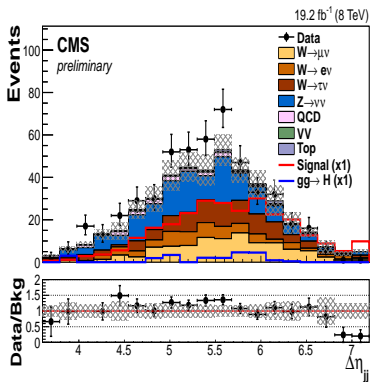 19.2 fb⁻¹ (8 TeV)
Events
100
80
60
40
20
0
CMS
preliminary
Data
W→μν
W→ eν
W→τν
Z→νν
QCD
VV
Top
Signal (x1)
gg→ H (x1)
Data/Bkg
2
1.5
1
0.5
0
4
4.5
5
5.5
6
6.5
7
Δη_jj